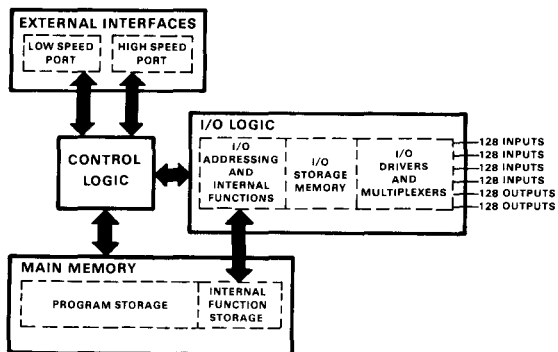 EXTERNAL INTERFACES
LOW SPEED
PORT
HIGH SPEED
PORT
CONTROL
LOGIC
I/O LOGIC
I/O
ADDRESSING
AND
INTERNAL
FUNCTIONS
I/O
STORAGE
MEMORY
I/O
DRIVERS
AND
MULTIPLEXERS
128 INPUTS
128 INPUTS
128 INPUTS
128 INPUTS
128 OUTPUTS
128 OUTPUTS
MAIN MEMORY
PROGRAM STORAGE
INTERNAL
FUNCTION
STORAGE